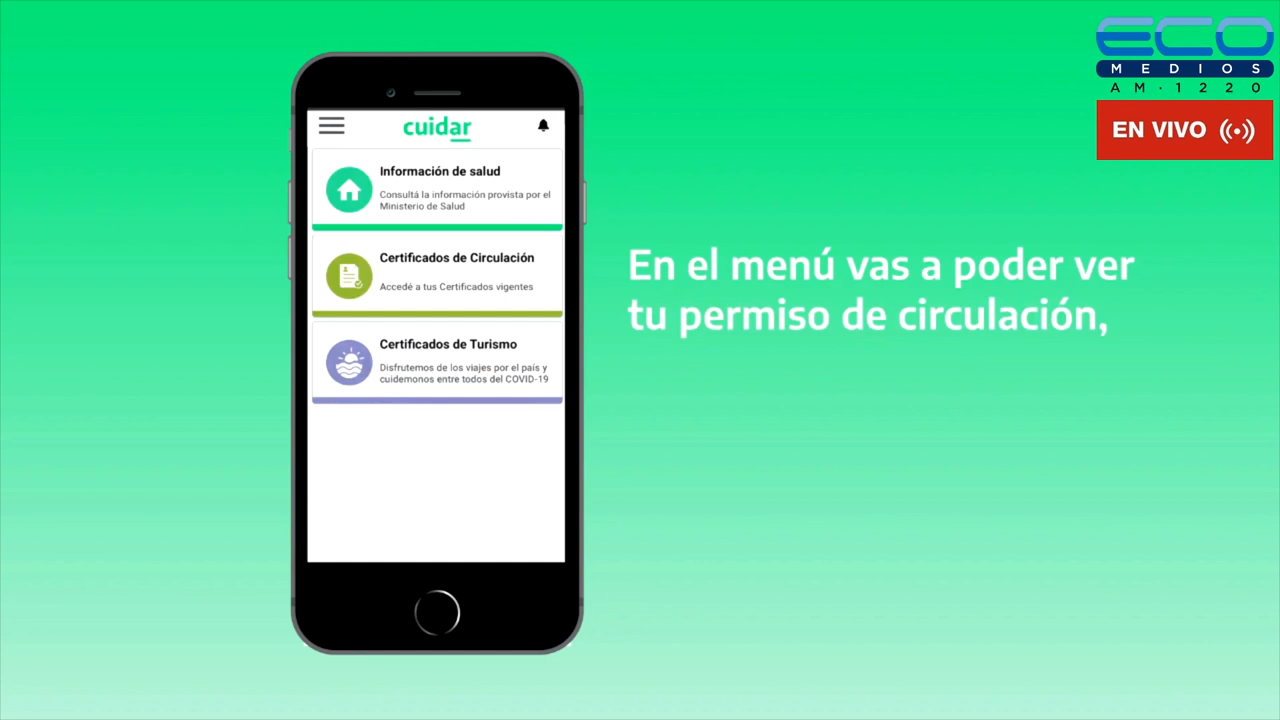 ECO
MEDIOS
AM·1220
EN VIVO
cuidar
Información de salud
Consultá la información provista por el
Ministerio de Salud
Certificados de Circulación
Accedé a tus Certificados vigentes
Certificados de Turismo
Disfrutemos de los viajes por el país y
cuidemonos entre todos del COVID-19
En el menú vas a poder ver
tu permiso de circulación,